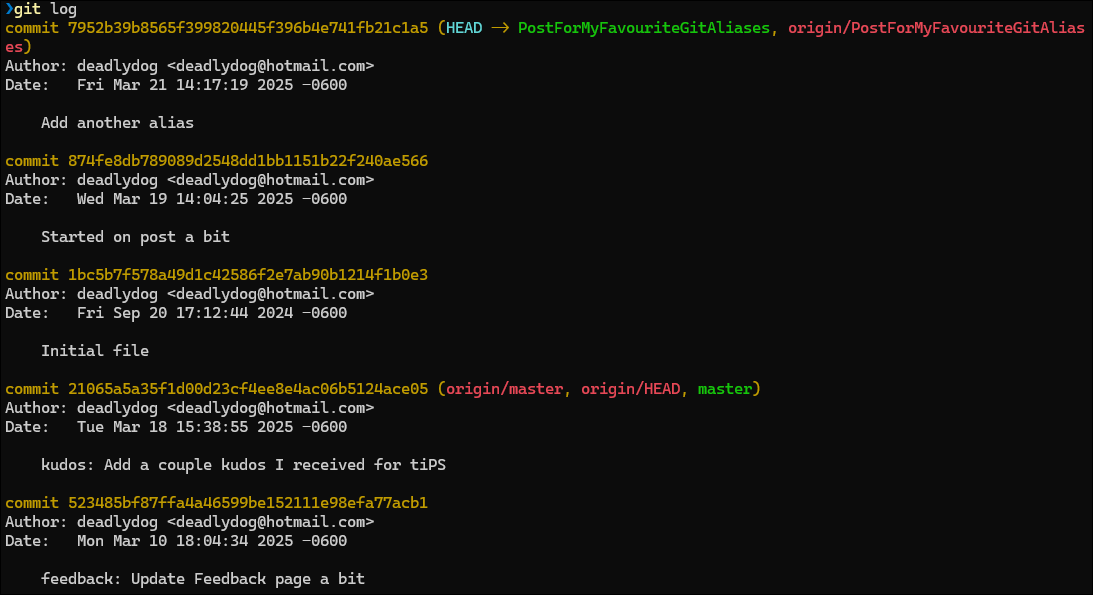 ❯git log
commit 7952b39b8565f399820445f396b4e741fb21c1a5 (HEAD -> PostForMyFavouriteGitAliases, origin/PostForMyFavouriteGitAlias
es)
Author: deadlydog <deadlydog@hotmail.com>
Date:   Fri Mar 21 14:17:19 2025 -0600

    Add another alias

commit 874fe8db789089d2548dd1bb1151b22f240ae566
Author: deadlydog <deadlydog@hotmail.com>
Date:   Wed Mar 19 14:04:25 2025 -0600

    Started on post a bit

commit 1bc5b7f578a49d1c42586f2e7ab90b1214f1b0e3
Author: deadlydog <deadlydog@hotmail.com>
Date:   Fri Sep 20 17:12:44 2024 -0600

    Initial file

commit 21065a5a35f1d00d23cf4ee8e4ac06b5124ace05 (origin/master, origin/HEAD, master)
Author: deadlydog <deadlydog@hotmail.com>
Date:   Tue Mar 18 15:38:55 2025 -0600

    kudos: Add a couple kudos I received for tiPS

commit 523485bf87ffa4a46599be152111e98efa77acb1
Author: deadlydog <deadlydog@hotmail.com>
Date:   Mon Mar 10 18:04:34 2025 -0600

    feedback: Update Feedback page a bit